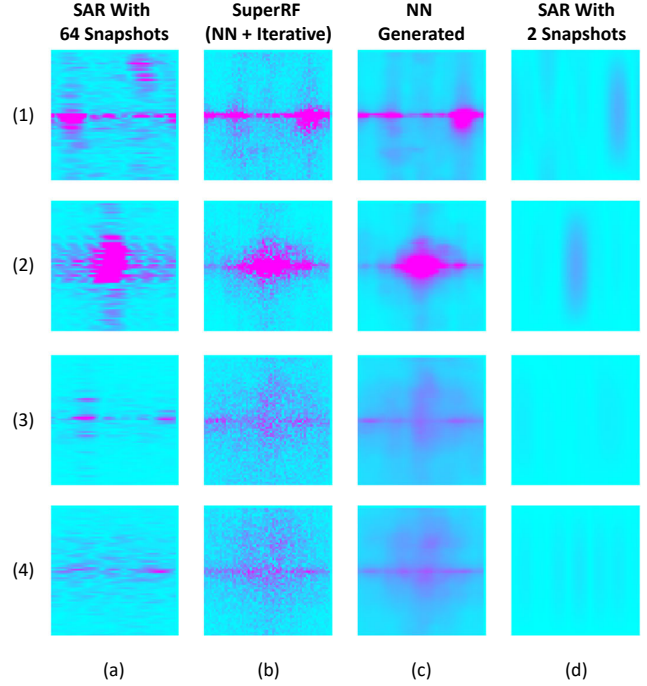 SAR With
64 Snapshots
SuperRF
(NN + Iterative)
NN
Generated
SAR With
2 Snapshots
(1)
(2)
(3)
(4)
(a)
(b)
(c)
(d)